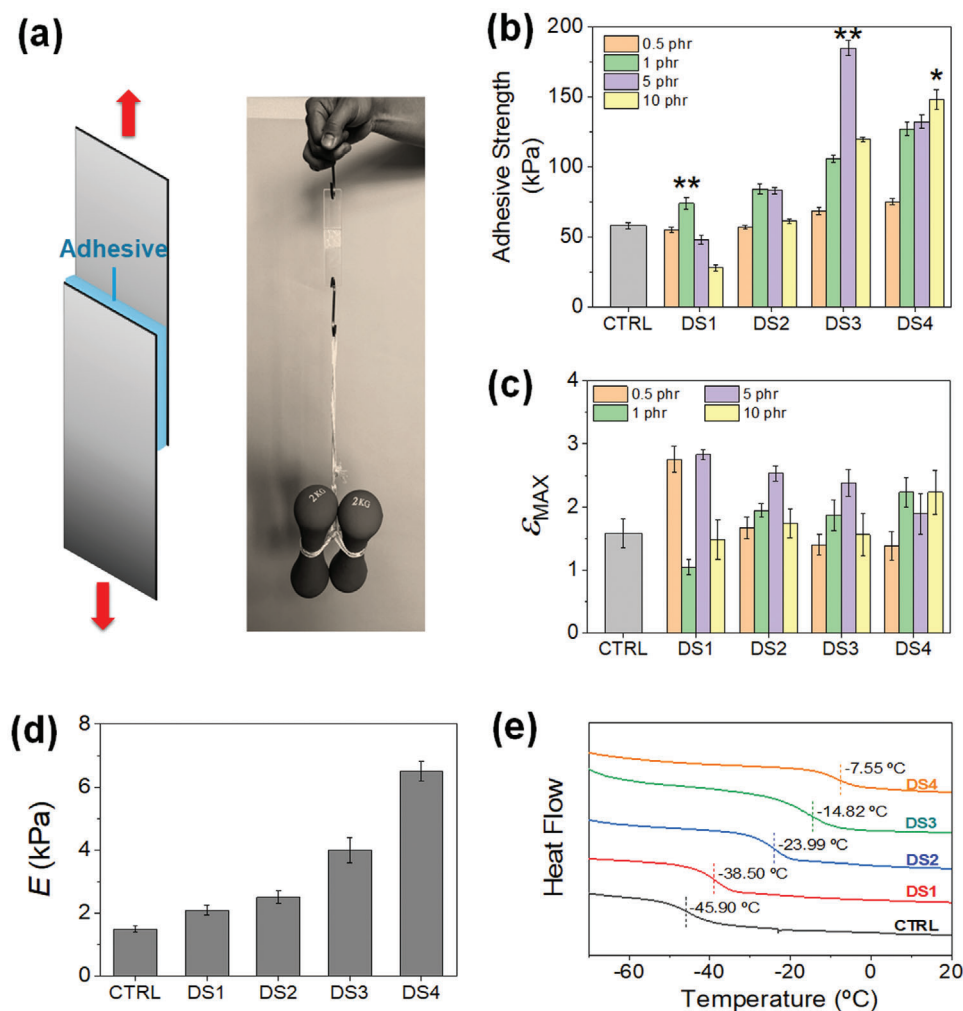 (a)
Adhesive
2KG 2KG
(b)
Adhesive Strength
(kPa)
200
150
100
50
0
0.5 phr
1 phr
5 phr
10 phr
**
**
*
CTRL DS1 DS2 DS3 DS4
(c)
εMAX
4
3
2
1
0
0.5 phr 5 phr
1 phr 10 phr
CTRL DS1 DS2 DS3 DS4
(d)
E (kPa)
8
6
4
2
0
CTRL DS1 DS2 DS3 DS4
(e)
Heat Flow
-7.55 ºC
DS4
-14.82 ºC
DS3
-23.99 ºC
DS2
-38.50 ºC
DS1
-45.90 ºC
CTRL
-60 -40 -20 0 20
Temperature (ºC)